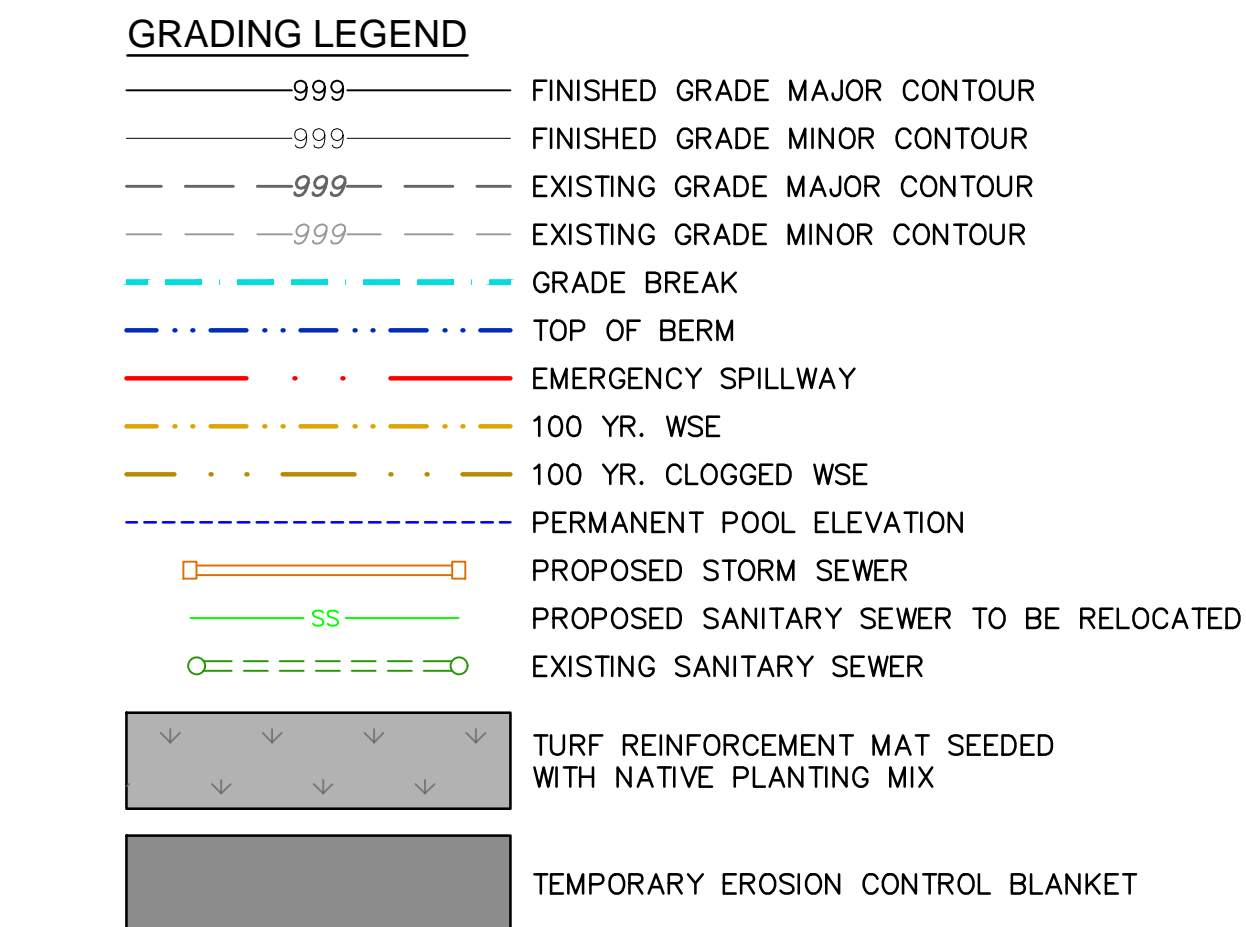 GRADING LEGEND
999 FINISHED GRADE MAJOR CONTOUR
999 FINISHED GRADE MINOR CONTOUR
999 EXISTING GRADE MAJOR CONTOUR
999 EXISTING GRADE MINOR CONTOUR
GRADE BREAK
TOP OF BERM
EMERGENCY SPILLWAY
100 YR. WSE
100 YR. CLOGGED WSE
PERMANENT POOL ELEVATION
PROPOSED STORM SEWER
SS PROPOSED SANITARY SEWER TO BE RELOCATED
EXISTING SANITARY SEWER
TURF REINFORCEMENT MAT SEEDED
WITH NATIVE PLANTING MIX
TEMPORARY EROSION CONTROL BLANKET